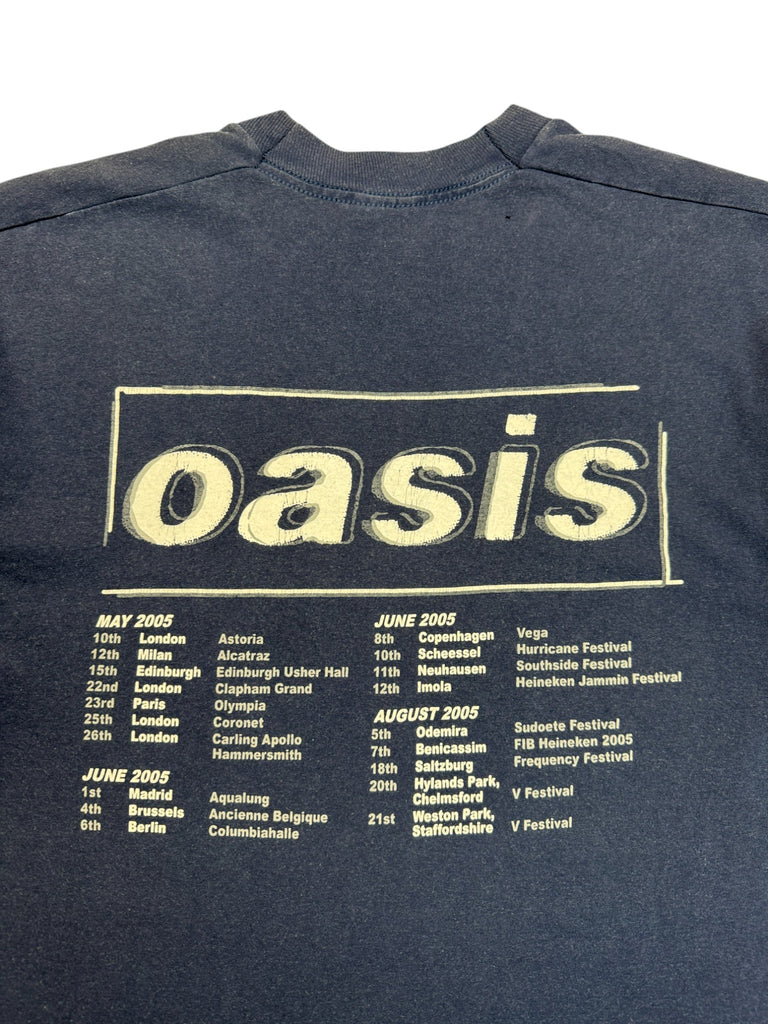 oasis
MAY 2005
10th London Astoria
12th Milan Alcatraz
15th Edinburgh Edinburgh Usher Hall
22nd London Clapham Grand
23rd Paris Olympia
25th London Coronet
26th London Carling Apollo
Hammersmith
JUNE 2005
1st Madrid Aqualung
4th Brussels Ancienne Belgique
6th Berlin Columbiahalle
JUNE 2005
8th Copenhagen Vega
10th Scheessel Hurricane Festival
11th Neuhausen Southside Festival
12th Imola Heineken Jammin Festival
AUGUST 2005
5th Odemira Sudoete Festival
7th Benicassim FIB Heineken 2005
18th Saltzburg Frequency Festival
20th Hylands Park,
Chelmsford V Festival
21st Weston Park,
Staffordshire V Festival